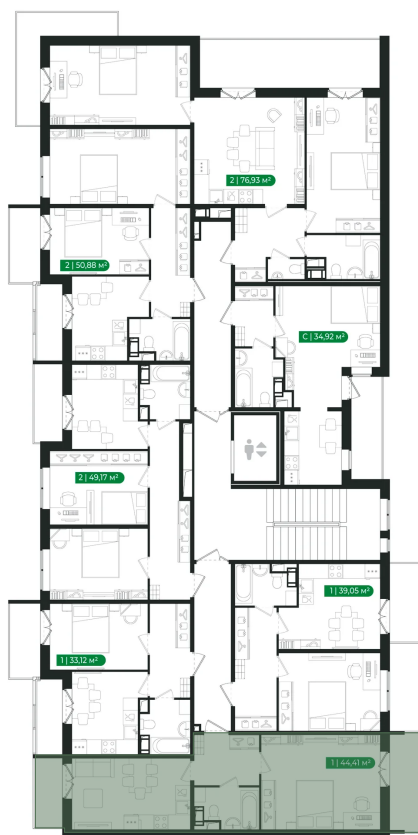 2 | 76,93 м²
2 | 50,88 м²
С | 34,92 м²
2 | 49,17 м²
1 | 39,05 м²
1 | 33,12 м²
1 | 44,41 м²